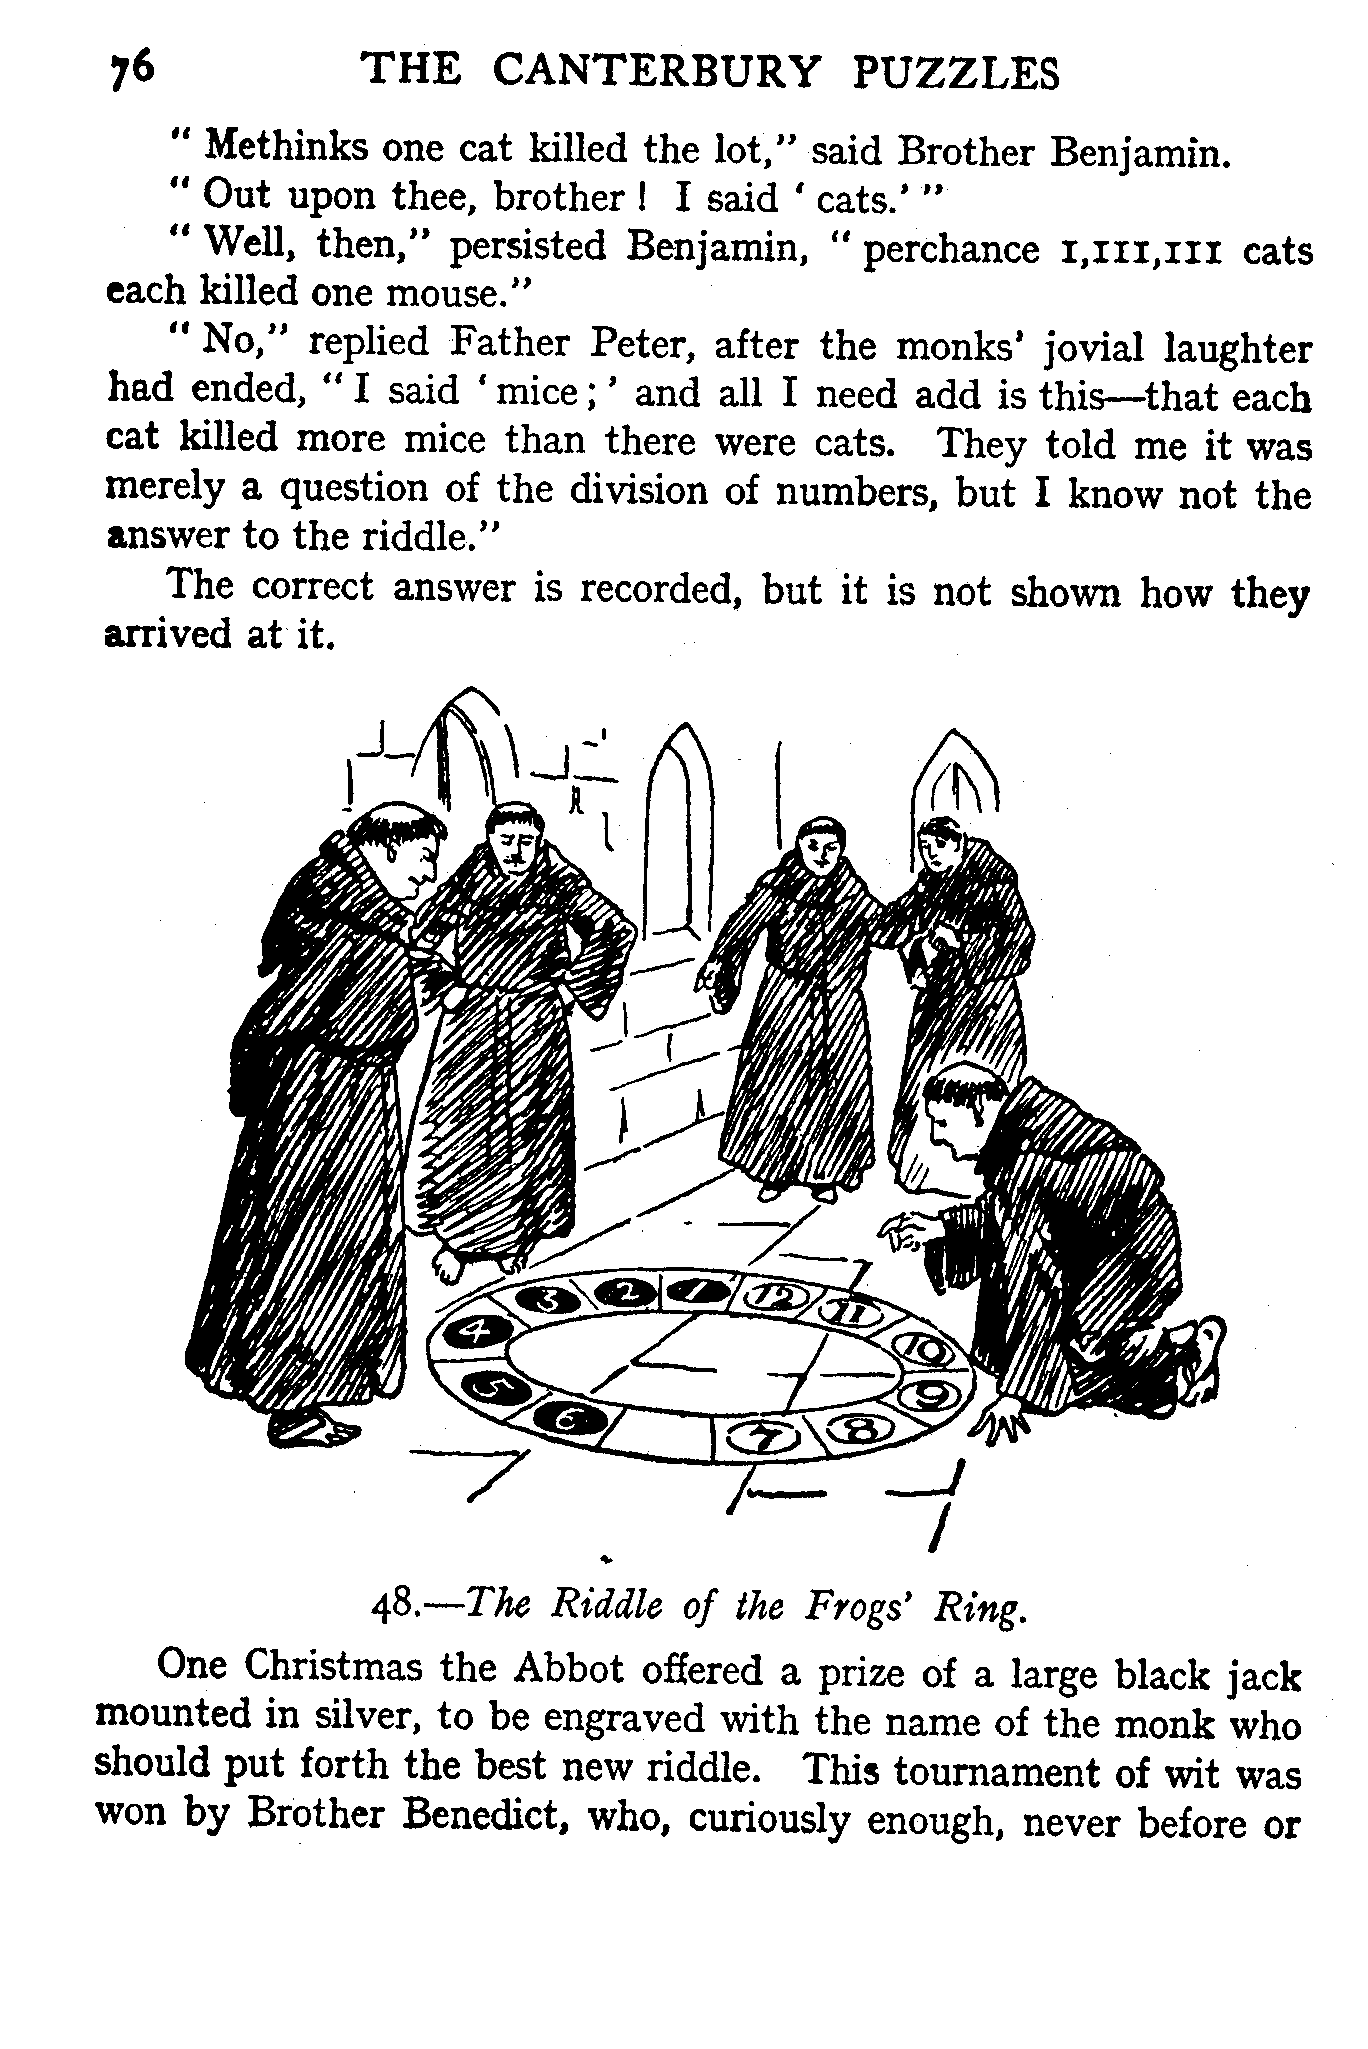 76 THE CANTERBURY PUZZLES
“ Methinks one cat killed the lot,” said Brother Benjamin.
“ Out upon thee, brother ! I said ‘ cats.’ ”
“ Well, then,” persisted Benjamin, “ perchance 1,111,111 cats
each killed one mouse.”
“ No,” replied Father Peter, after the monks’ jovial laughter
had ended, “ I said ‘ mice ; ’ and all I need add is this—that each
cat killed more mice than there were cats. They told me it was
merely a question of the division of numbers, but I know not the
answer to the riddle.”
The correct answer is recorded, but it is not shown how they
arrived at it.
3 2 1 12 11
4 10
5 9
6 7 8
48.—The Riddle of the Frogs’ Ring.
One Christmas the Abbot offered a prize of a large black jack
mounted in silver, to be engraved with the name of the monk who
should put forth the best new riddle. This tournament of wit was
won by Brother Benedict, who, curiously enough, never before or